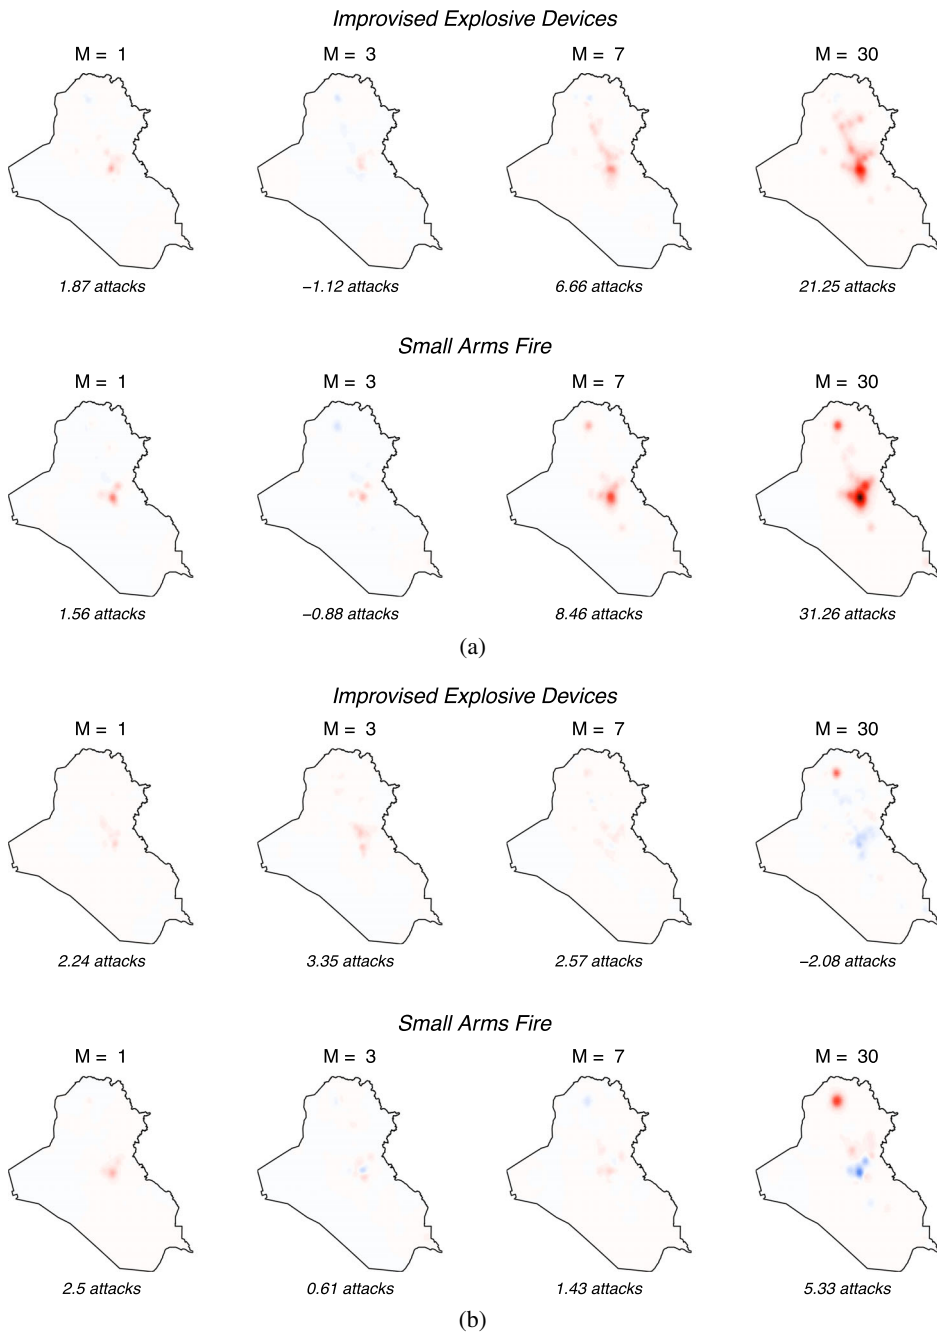 Improvised Explosive Devices
M = 1 M = 3 M = 7 M = 30
1.87 attacks −1.12 attacks 6.66 attacks 21.25 attacks
Small Arms Fire
M = 1 M = 3 M = 7 M = 30
1.56 attacks −0.88 attacks 8.46 attacks 31.26 attacks
(a)
Improvised Explosive Devices
M = 1 M = 3 M = 7 M = 30
2.24 attacks 3.35 attacks 2.57 attacks −2.08 attacks
Small Arms Fire
M = 1 M = 3 M = 7 M = 30
2.5 attacks 0.61 attacks 1.43 attacks 5.33 attacks
(b)